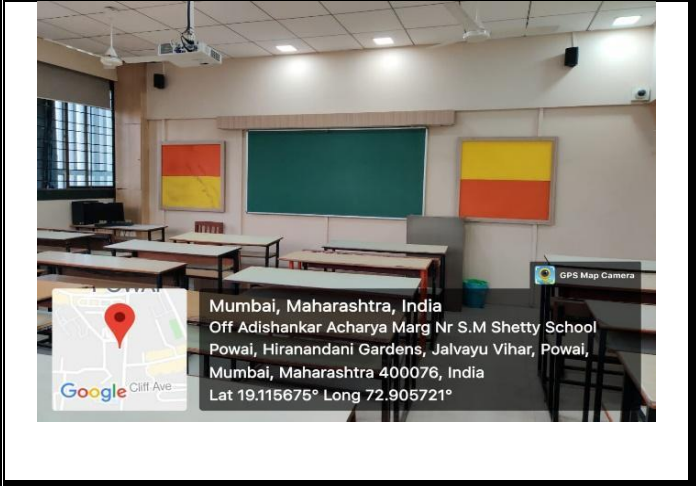 GPS Map Camera
Mumbai, Maharashtra, India
Off Adishankar Acharya Marg Nr S.M Shetty School
Powai, Hiranandani Gardens, Jalvayu Vihar, Powai,
Mumbai, Maharashtra 400076, India
Lat 19.115675° Long 72.905721°
POWAI
Google
Cliff Ave